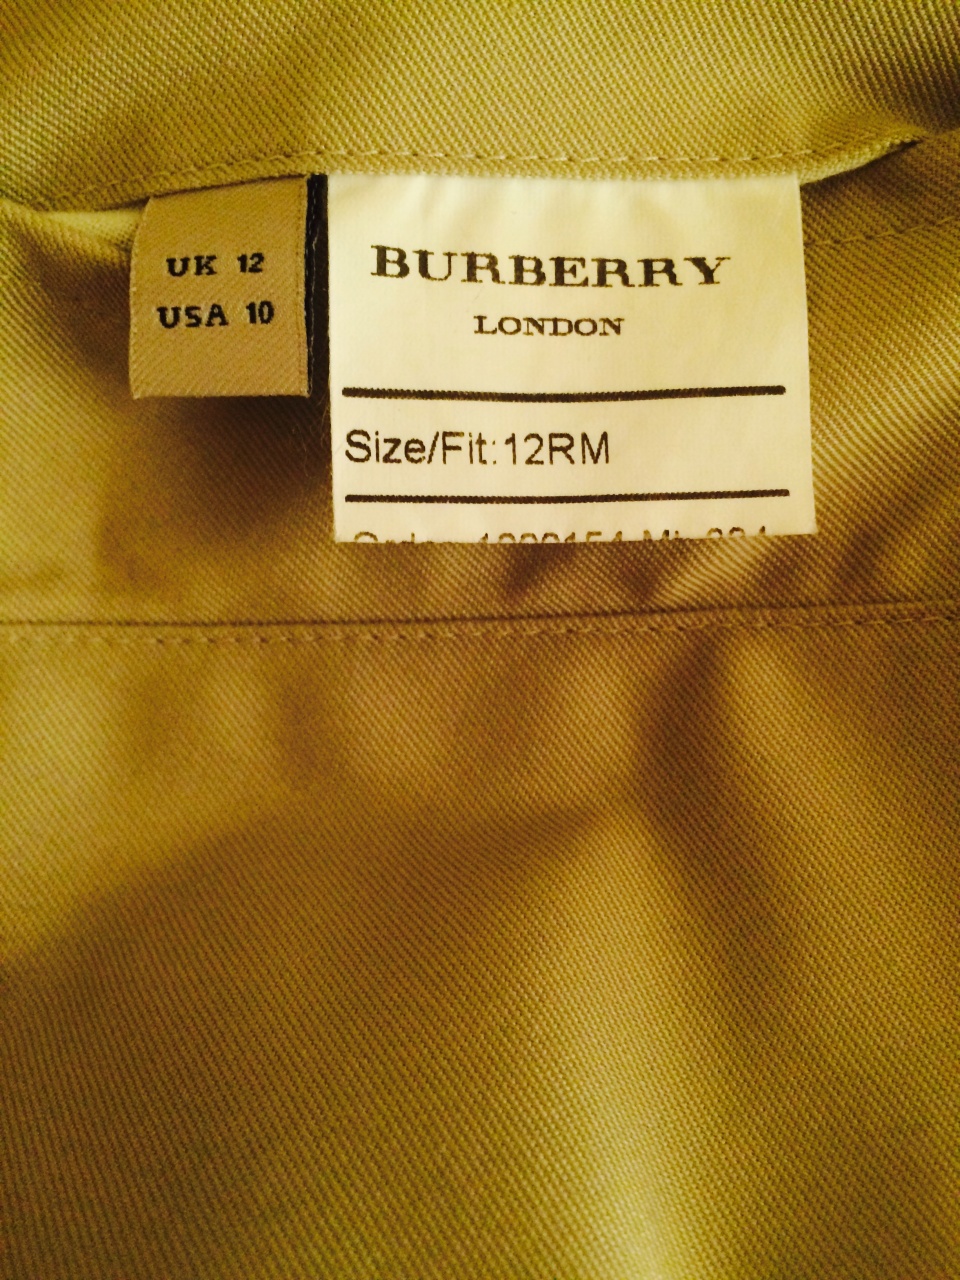 UK 12
USA 10
BURBERRY
LONDON
Size/Fit:12RM